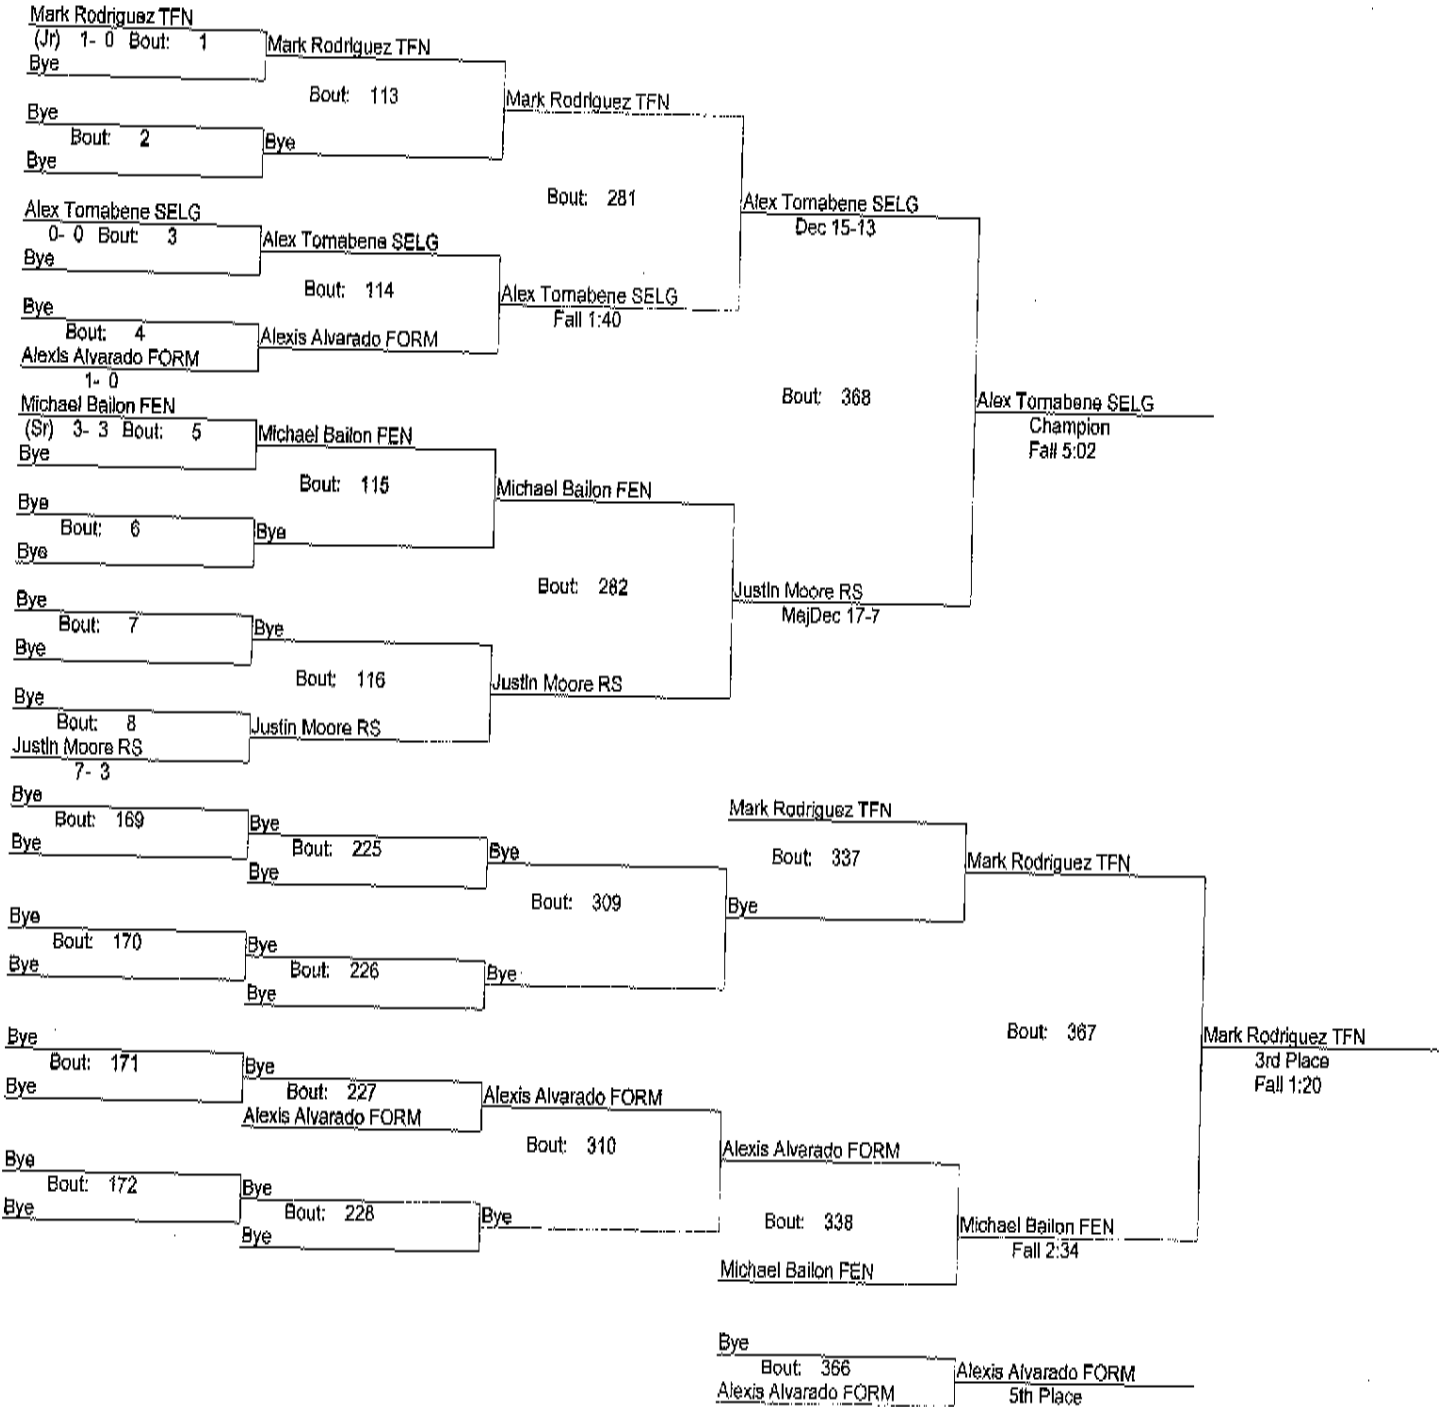 Mark Rodriguez TFN
(Jr) 1- 0 Bout: 1
Mark Rodriguez TFN
Bye
Bout: 113
Mark Rodriguez TFN
Bye
Bout: 2
Bye
Bye
Bout: 281
Alex Tornabene SELG
Dec 15-13
Alex Tornabene SELG
0- 0 Bout: 3
Alex Tornabene SELG
Bye
Bout: 114
Alex Tornabene SELG
Fall 1:40
Bye
Bout: 4
Alexis Alvarado FORM
Alexis Alvarado FORM
1- 0
Bout: 368
Alex Tornabene SELG
Champion
Fall 5:02
Michael Bailon FEN
(Sr) 3- 3 Bout: 5
Michael Bailon FEN
Bye
Bout: 115
Michael Bailon FEN
Bye
Bout: 6
Bye
Bye
Bout: 282
Justin Moore RS
MajDec 17-7
Bye
Bout: 7
Bye
Bye
Bout: 116
Justin Moore RS
Bye
Bout: 8
Justin Moore RS
Justin Moore RS
7- 3
Bye
Bout: 169
Bye
Bye
Bout: 225
Bye
Bye
Bout: 309
Mark Rodriguez TFN
Bout: 337
Mark Rodriguez TFN
Bye
Bye
Bout: 170
Bye
Bye
Bout: 226
Bye
Bye
Bout: 367
Mark Rodriguez TFN
3rd Place
Fall 1:20
Bye
Bout: 171
Bye
Bye
Bout: 227
Alexis Alvarado FORM
Alexis Alvarado FORM
Bout: 310
Alexis Alvarado FORM
Bye
Bout: 172
Bye
Bye
Bout: 228
Bye
Bye
Bout: 338
Michael Bailon FEN
Fall 2:34
Michael Bailon FEN
Bye
Bout: 366
Alexis Alvarado FORM
Alexis Alvarado FORM
5th Place